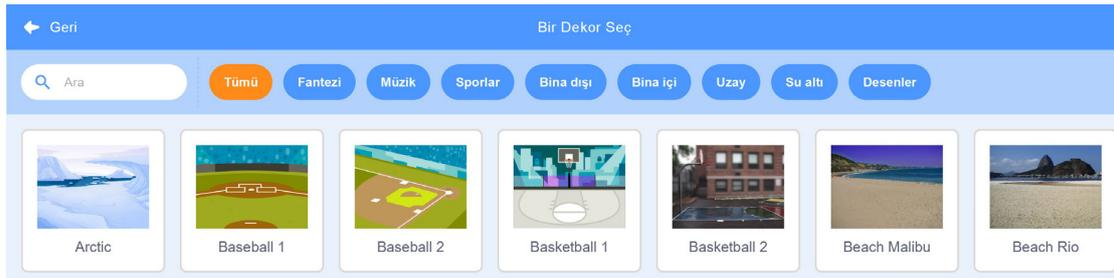 Geri
Bir Dekor Seç
Ara
Tümü Fantezi Müzik Sporlar Bina dışı Bina içi Uzay Su altı Desenler
Arctic Baseball 1 Baseball 2 Basketball 1 Basketball 2 Beach Malibu Beach Rio